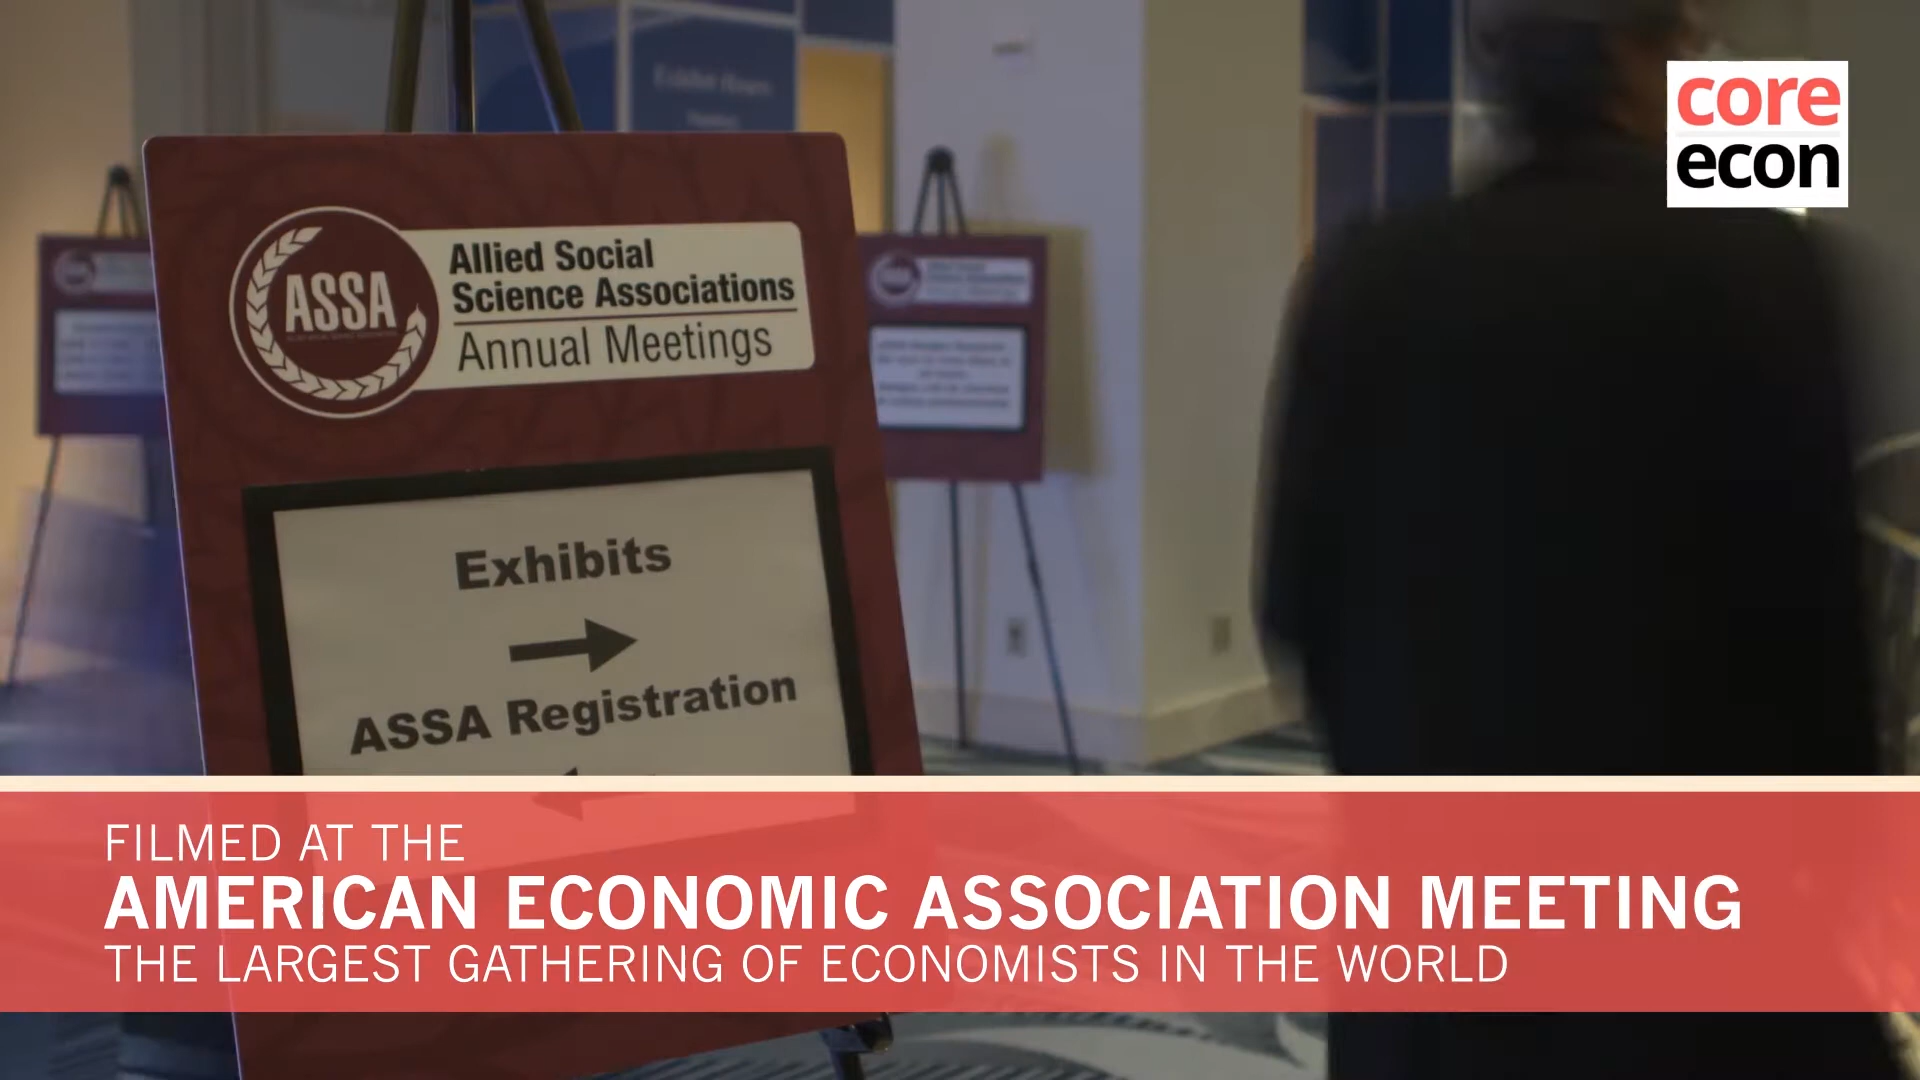 core
econ
ASSA
Allied Social
Science Associations
Annual Meetings
Exhibits
ASSA Registration
FILMED AT THE
AMERICAN ECONOMIC ASSOCIATION MEETING
THE LARGEST GATHERING OF ECONOMISTS IN THE WORLD